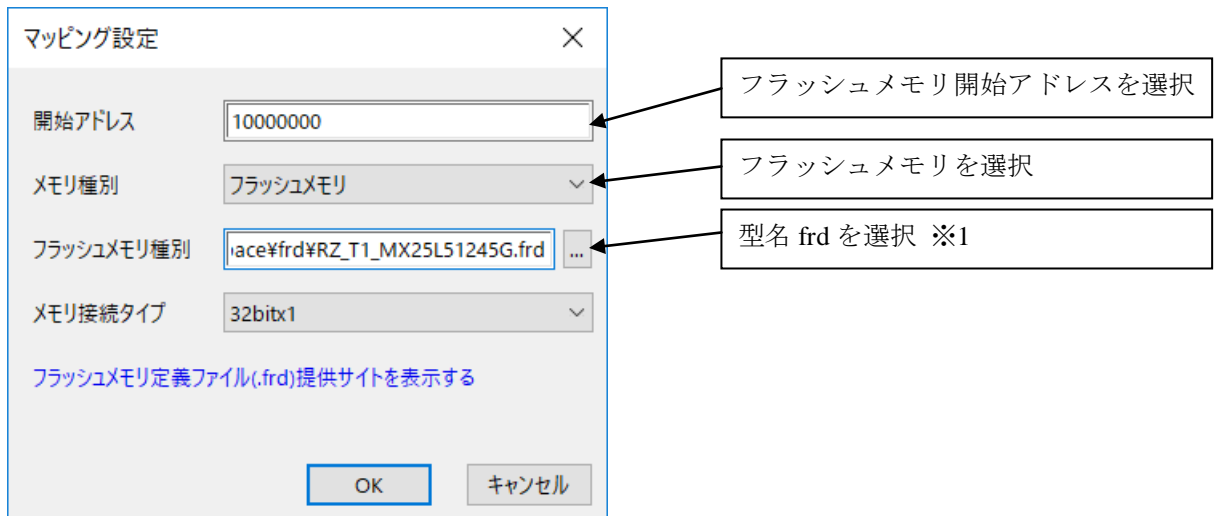 マッピング設定
開始アドレス
10000000
フラッシュメモリ開始アドレスを選択
メモリ種別
フラッシュメモリ
フラッシュメモリを選択
フラッシュメモリ種別
ace¥frd¥RZ_T1_MX25L51245G.frd
...
型名 frd を選択 ※1
メモリ接続タイプ
32bitx1
フラッシュメモリ定義ファイル(.frd)提供サイトを表示する
OK
キャンセル